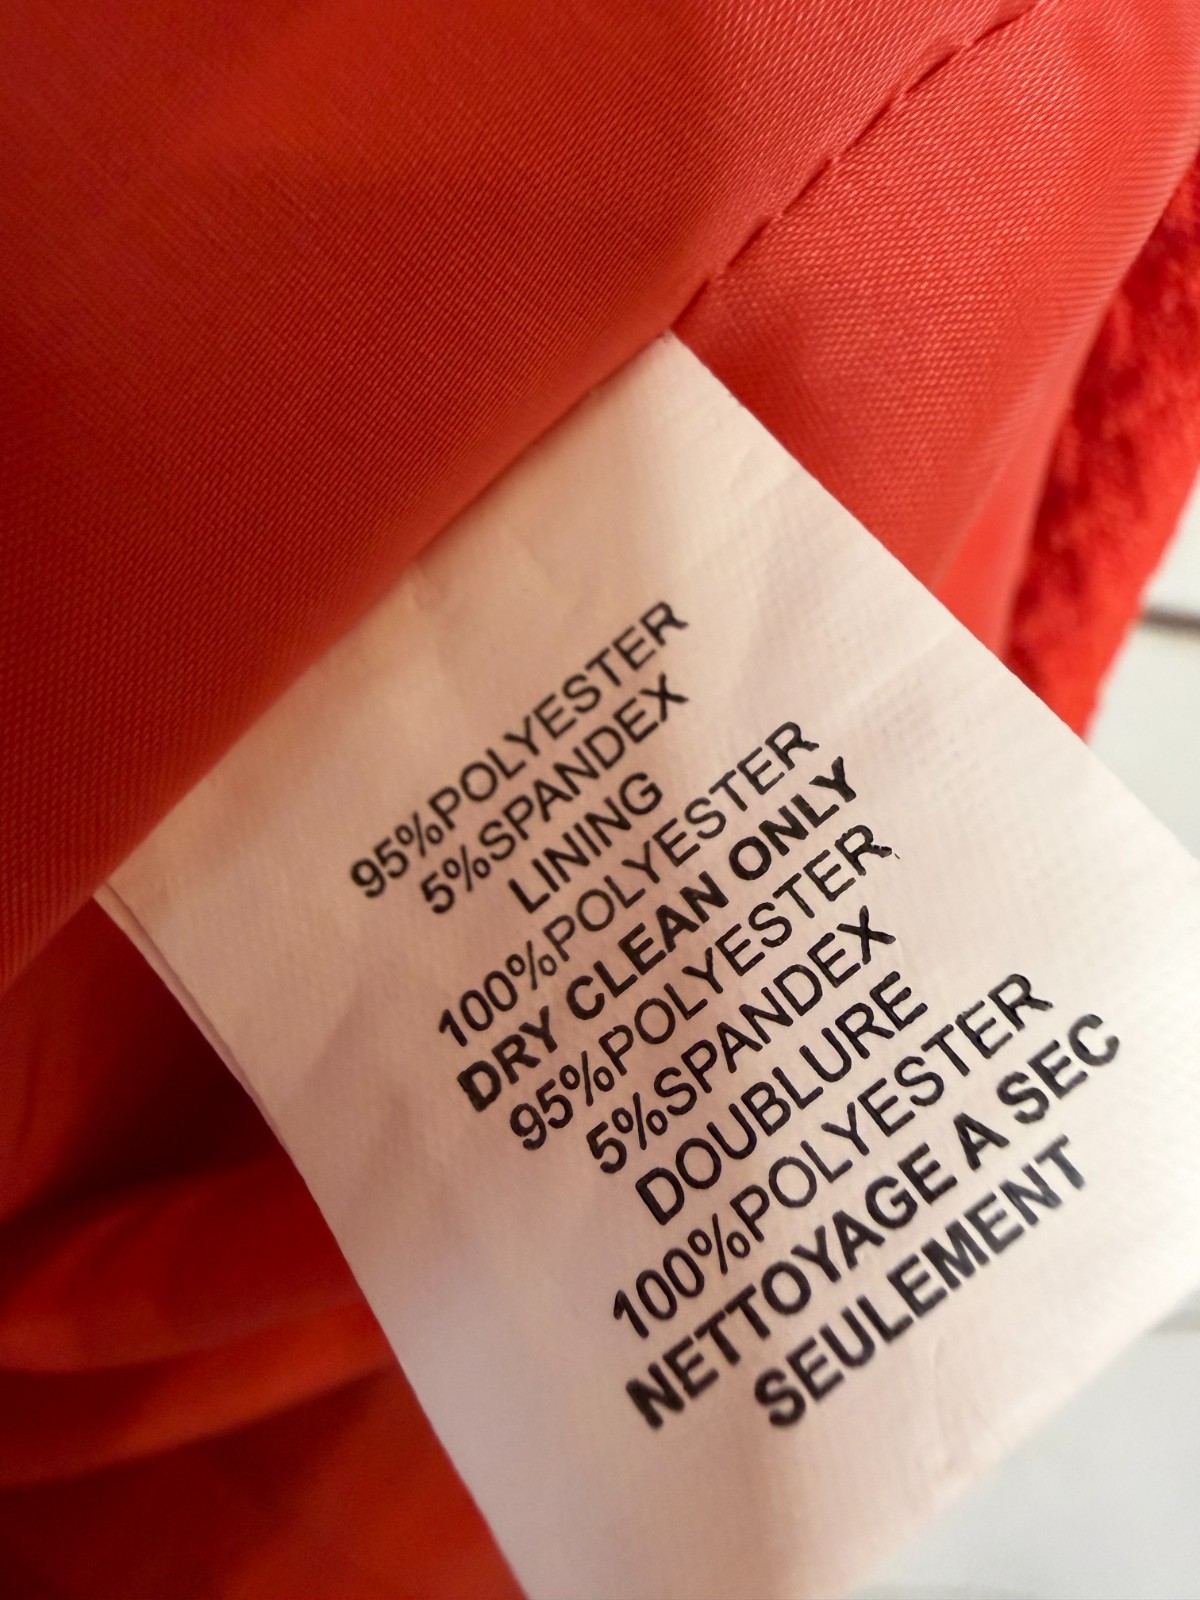 95%POLYESTER
5%SPANDEX
LINING
100%POLYESTER
DRY CLEAN ONLY
95%POLYESTER
5%SPANDEX
DOUBLURE
100%POLYESTER
NETTOYAGE A SEC
SEULEMENT